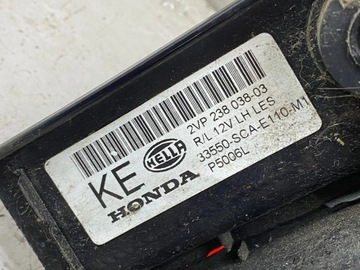 KE
HELLA
HONDA
2VP 238 038-03
R/L 12V LH LES
33550-SCA-E110-M1
P5006L